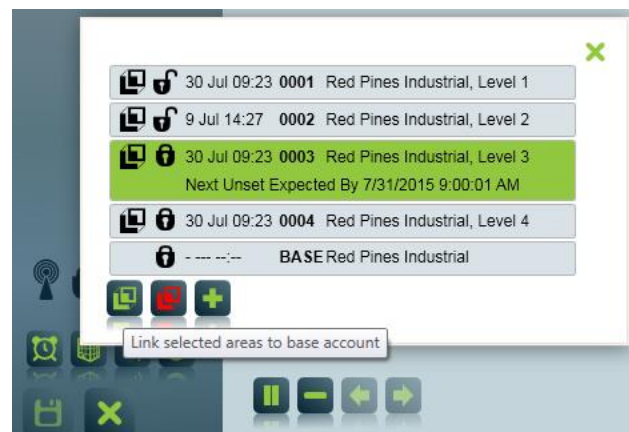 30 Jul 09:23 0001 Red Pines Industrial, Level 1
9 Jul 14:27 0002 Red Pines Industrial, Level 2
30 Jul 09:23 0003 Red Pines Industrial, Level 3
Next Unset Expected By 7/31/2015 9:00:01 AM
30 Jul 09:23 0004 Red Pines Industrial, Level 4
- --- --:-- BASE Red Pines Industrial
Link selected areas to base account